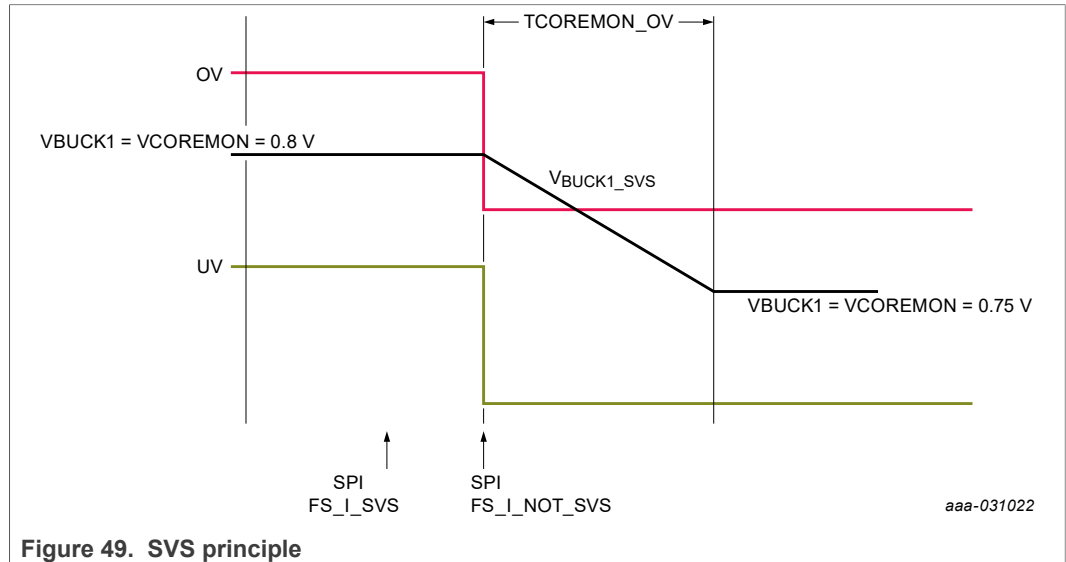 TCOREMON_OV
OV
VBUCK1 = VCOREMON = 0.8 V
VBUCK1_SVS
UV
VBUCK1 = VCOREMON = 0.75 V
SPI
FS_I_SVS
SPI
FS_I_NOT_SVS
aaa-031022
Figure 49. SVS principle